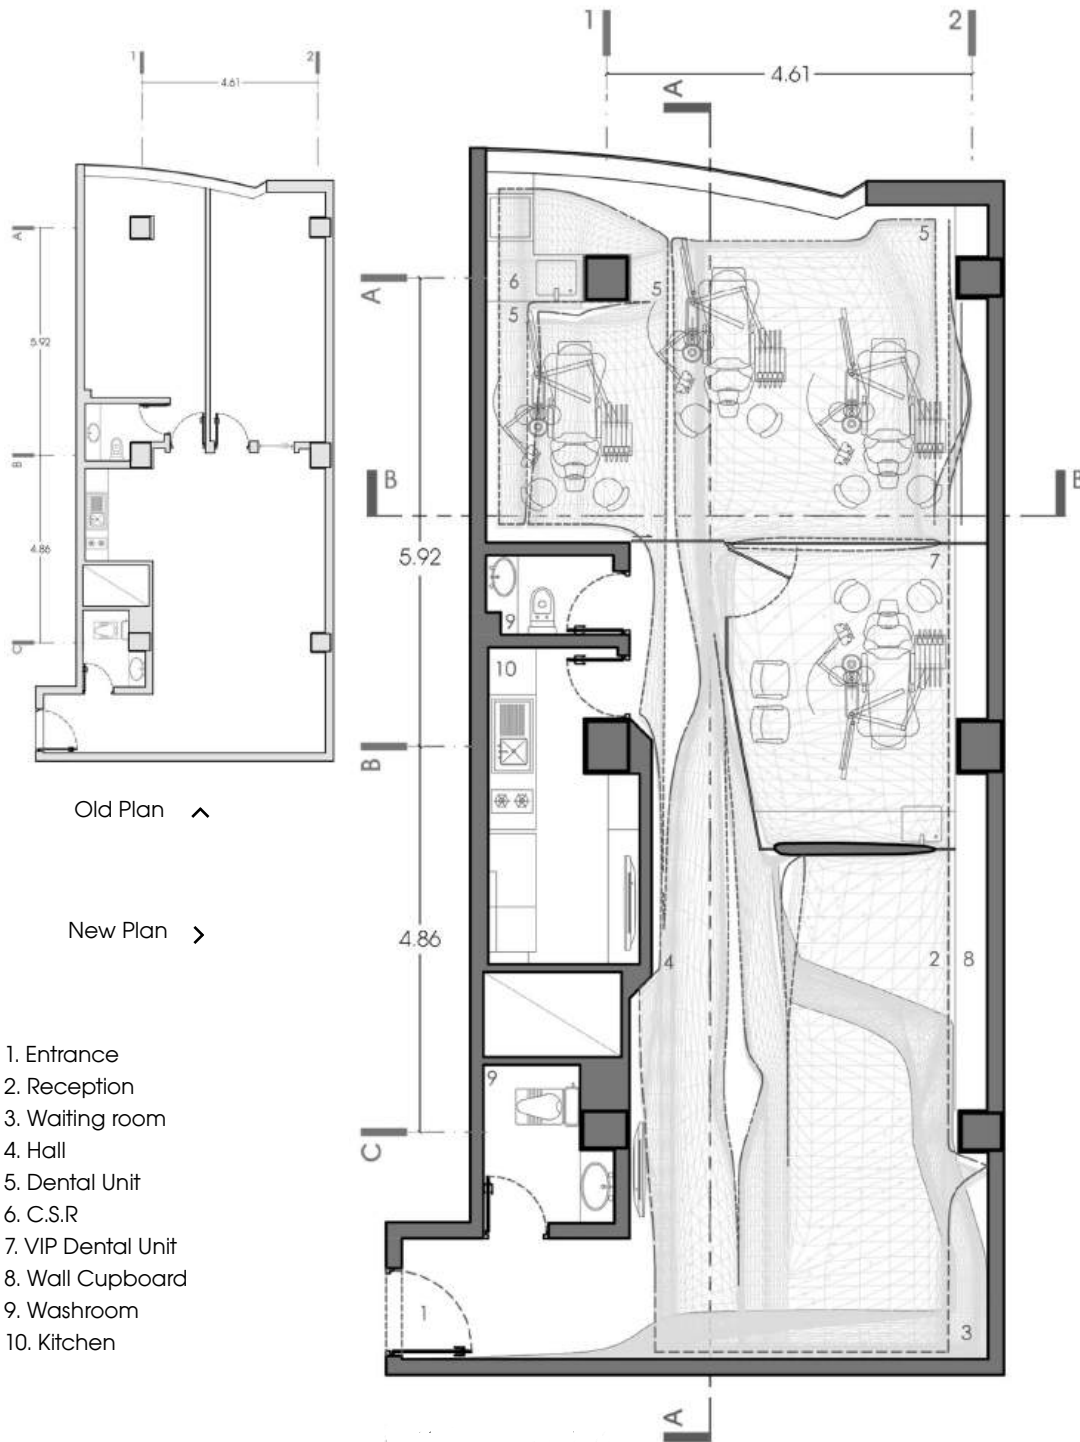 1
2
4.61
A
5.92
B
4.86
C
Old Plan
New Plan
1. Entrance
2. Reception
3. Waiting room
4. Hall
5. Dental Unit
6. C.S.R
7. VIP Dental Unit
8. Wall Cupboard
9. Washroom
10. Kitchen
1
2
4.61
A
5
6
5
5
A
B
B
5.92
7
9
10
B
4.86
4
2
8
9
C
1
3
A